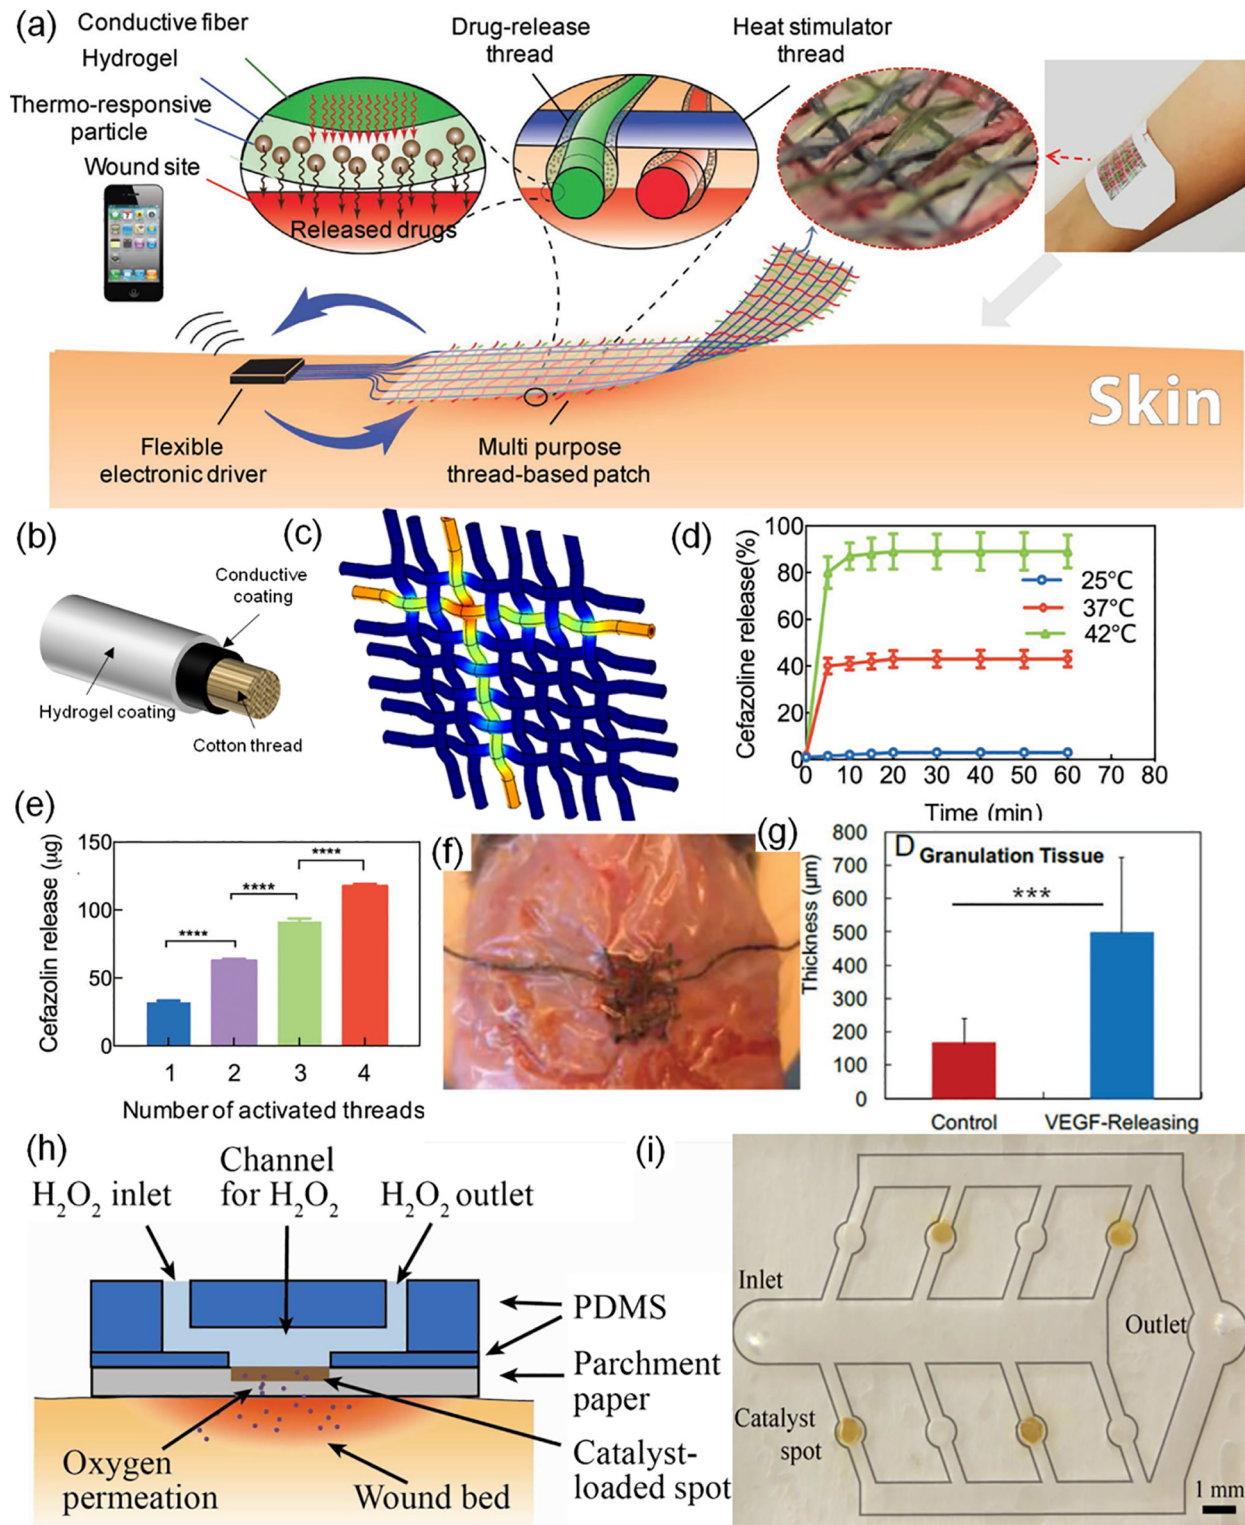 (a)
Conductive fiber
Hydrogel
Thermo-responsive
particle
Wound site
Released drugs
Drug-release
thread
Heat stimulator
thread
Flexible
electronic driver
Multi purpose
thread-based patch
Skin
(b)
Conductive
coating
Hydrogel coating
Cotton thread
(c)
(d)
Cefazoline release(%)
100
80
60
40
20
0
25°C
37°C
42°C
0 10 20 30 40 50 60 70 80
Time (min)
(e)
Cefazolin release (µg)
150
100
50
0
****
****
****
1 2 3 4
Number of activated threads
(f)
(g)
D Granulation Tissue
Thickness (µm)
800
700
600
500
400
300
200
100
0
***
Control VEGF-Releasing
(h)
H₂O₂ inlet
Channel
for H₂O₂
H₂O₂ outlet
PDMS
Parchment
paper
Catalyst-
loaded spot
Oxygen
permeation
Wound bed
(i)
Inlet
Outlet
Catalyst
spot
1 mm